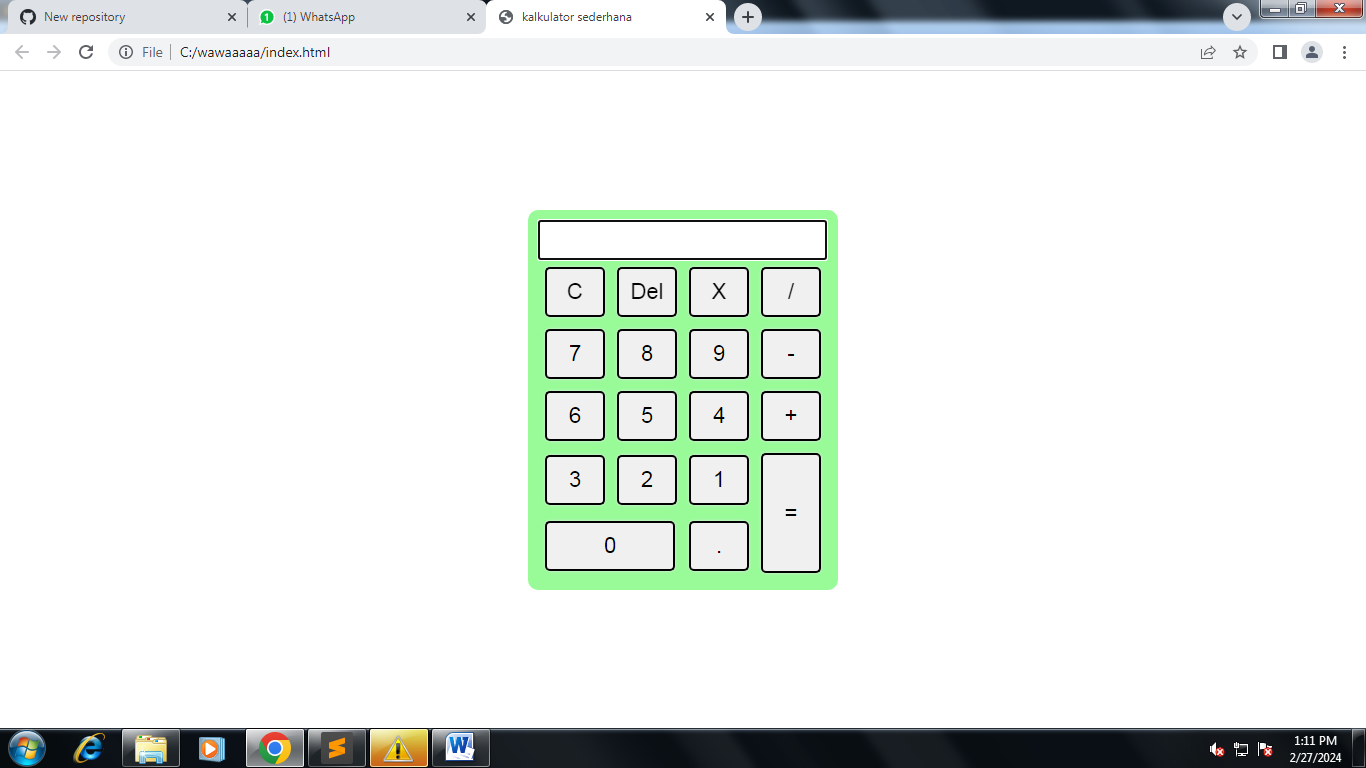 New repository
1
(1) WhatsApp
kalkulator sederhana
File
C:/wawaaaaa/index.html
C Del X /
7 8 9 -
6 5 4 +
3 2 1
=
0 .
1:11 PM
2/27/2024